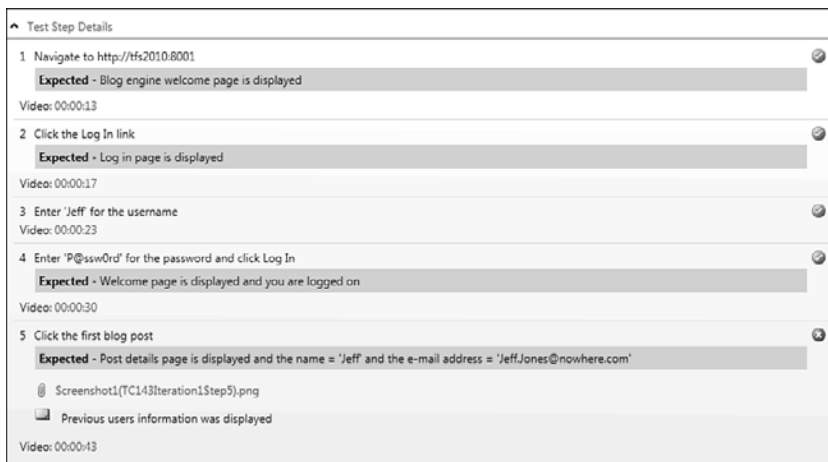 Test Step Details
1 Navigate to http://tfs2010:8001
Expected - Blog engine welcome page is displayed
Video: 00:00:13
2 Click the Log In link
Expected - Log in page is displayed
Video: 00:00:17
3 Enter 'Jeff' for the username
Video: 00:00:23
4 Enter 'P@ssw0rd' for the password and click Log In
Expected - Welcome page is displayed and you are logged on
Video: 00:00:30
5 Click the first blog post
Expected - Post details page is displayed and the name = 'Jeff' and the e-mail address = 'Jeff.Jones@nowhere.com'
Screenshot1(TC143Iteration1Step5).png
Previous users information was displayed
Video: 00:00:43